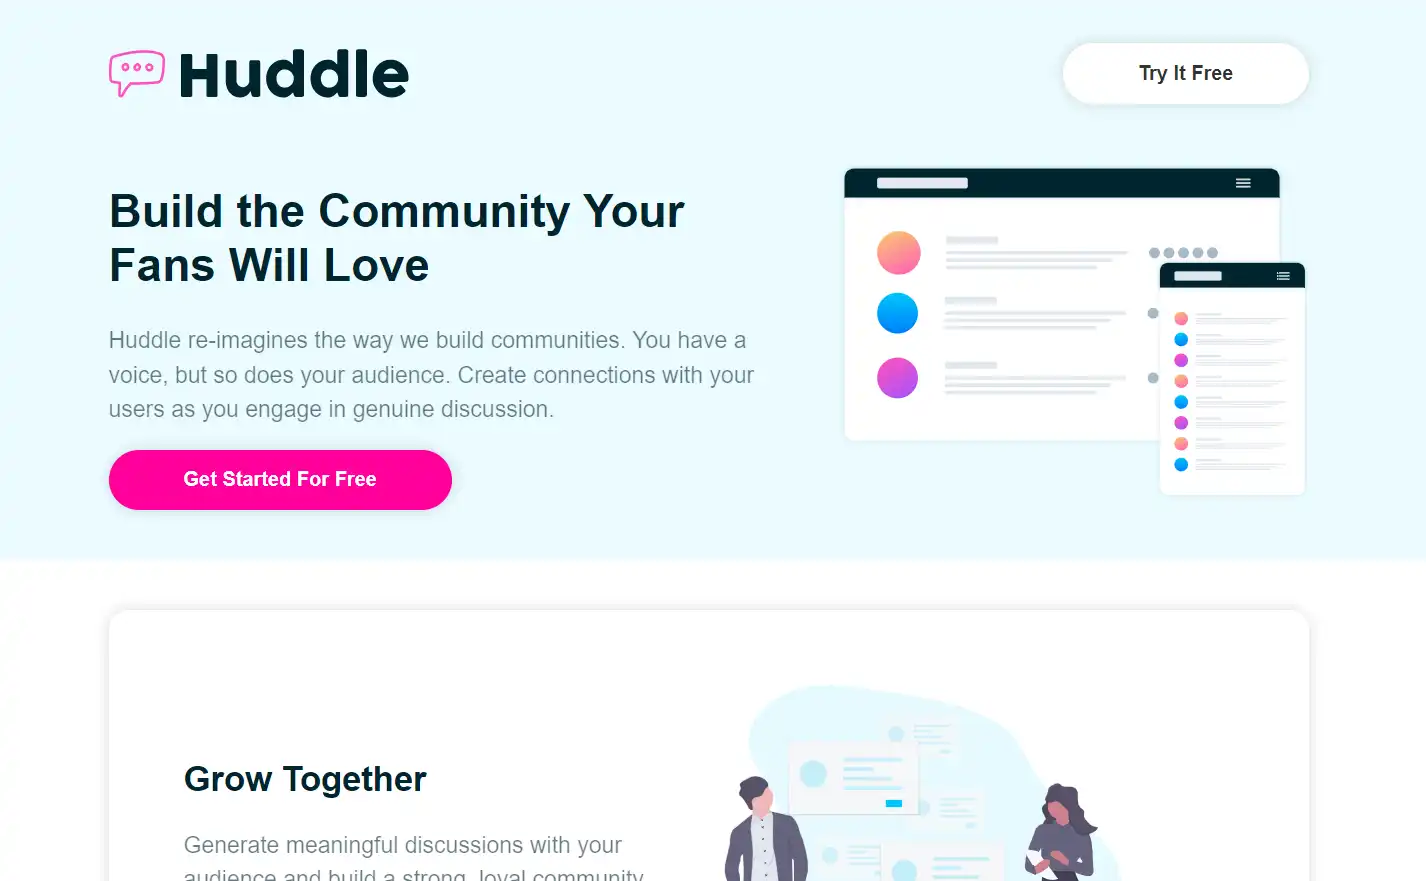 Huddle
Try It Free
Build the Community Your
Fans Will Love
Huddle re-imagines the way we build communities. You have a
voice, but so does your audience. Create connections with your
users as you engage in genuine discussion.
Get Started For Free
Grow Together
Generate meaningful discussions with your
audience and build a strong, loyal community